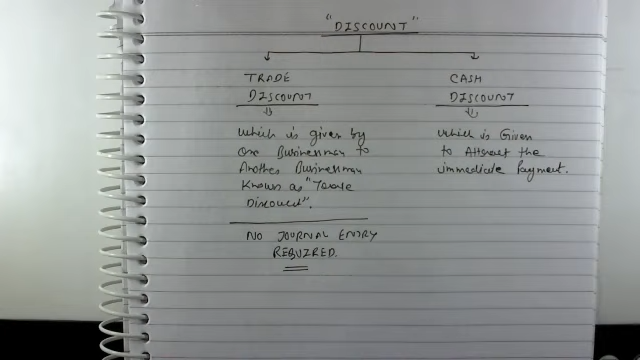 "DISCOUNT"
TRADE
DISCOUNT
which is given by
one Businessman to
Another Businessman
Known as "Trade
Discount".
NO JOURNAL ENTRY
REQUIRED.
CASH
DISCOUNT
which is Given
to Attract the
immediate Payment.